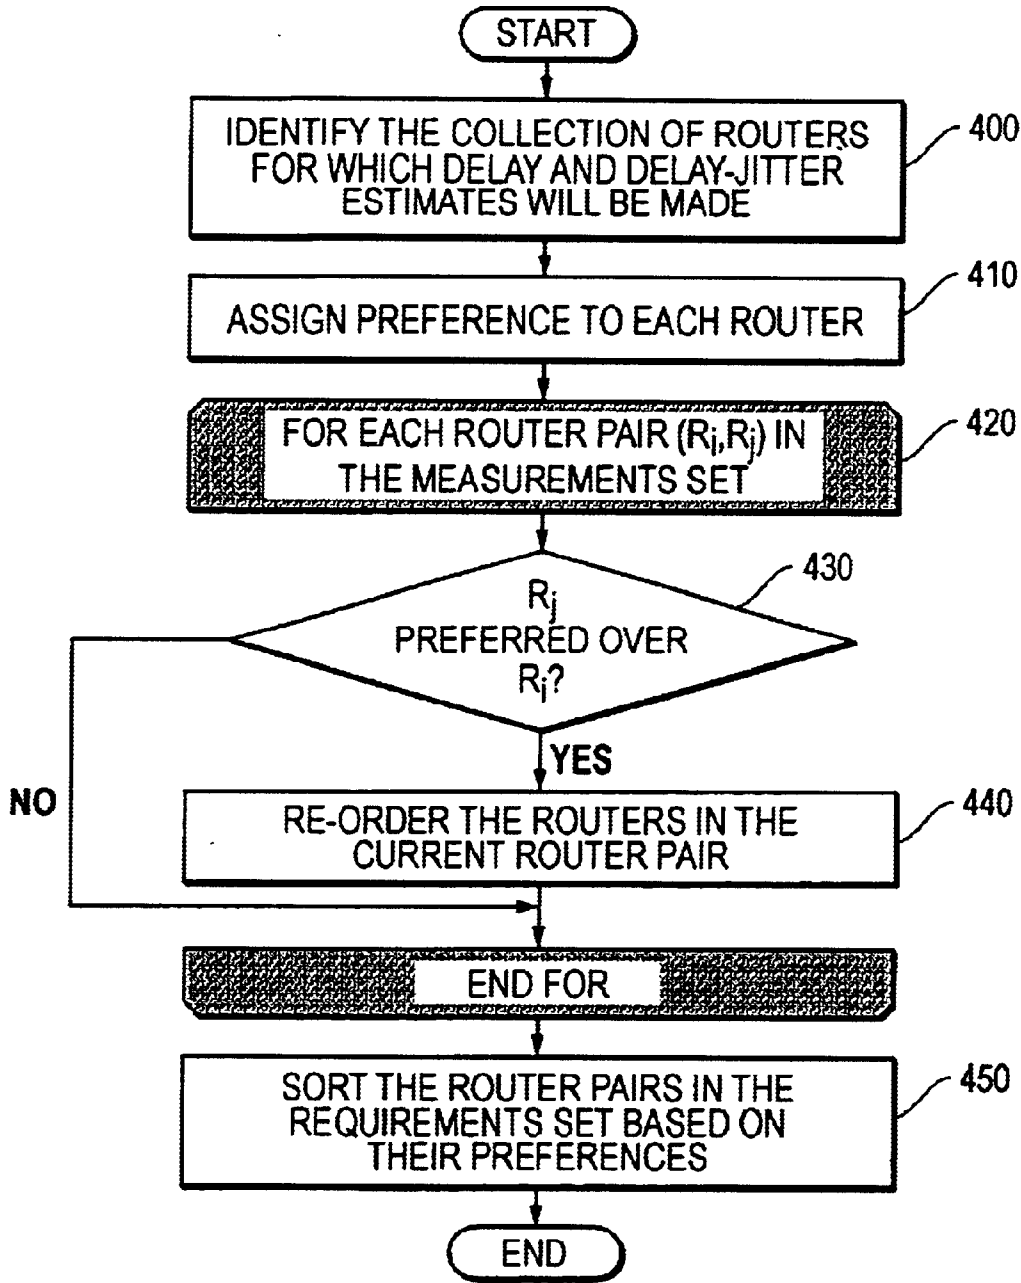 START
IDENTIFY THE COLLECTION OF ROUTERS
FOR WHICH DELAY AND DELAY-JITTER
ESTIMATES WILL BE MADE
400
ASSIGN PREFERENCE TO EACH ROUTER
410
FOR EACH ROUTER PAIR (Ri,Rj) IN
THE MEASUREMENTS SET
420
Rj
PREFERRED OVER
Ri?
430
YES
NO
RE-ORDER THE ROUTERS IN THE
CURRENT ROUTER PAIR
440
END FOR
SORT THE ROUTER PAIRS IN THE
REQUIREMENTS SET BASED ON
THEIR PREFERENCES
450
END